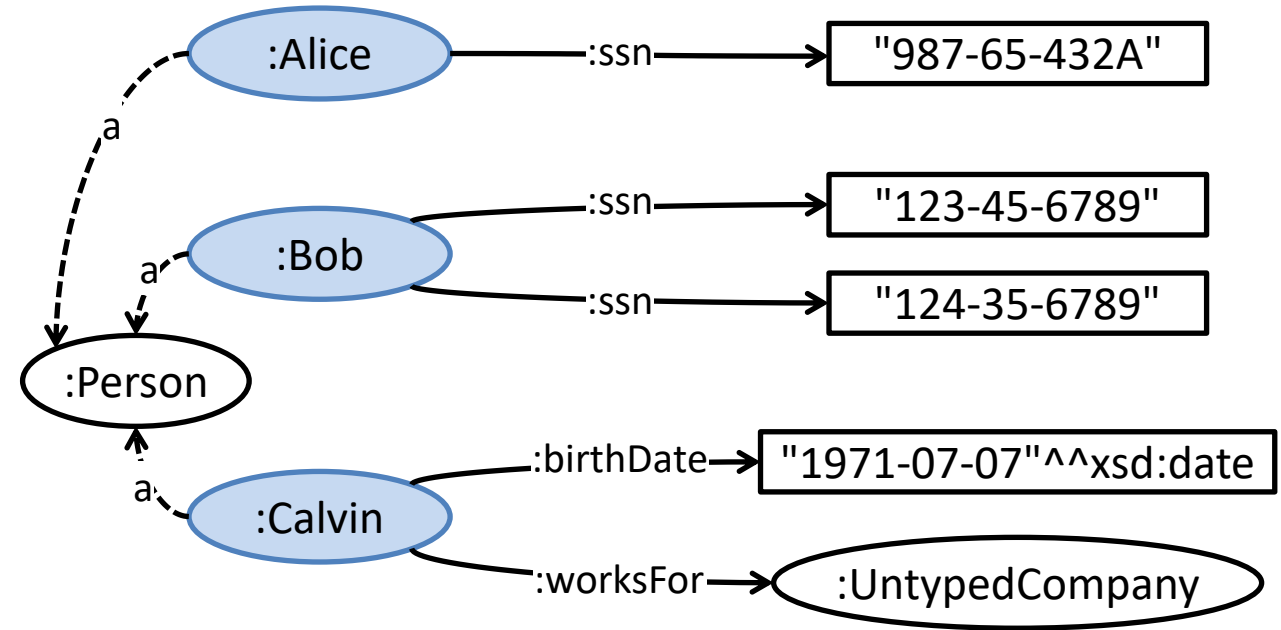 :Alice :ssn "987-65-432A"
a
:ssn "123-45-6789"
:Bob
a
:ssn "124-35-6789"
:Person
:birthDate "1971-07-07"^^xsd:date
a
:Calvin
:worksFor :UntypedCompany